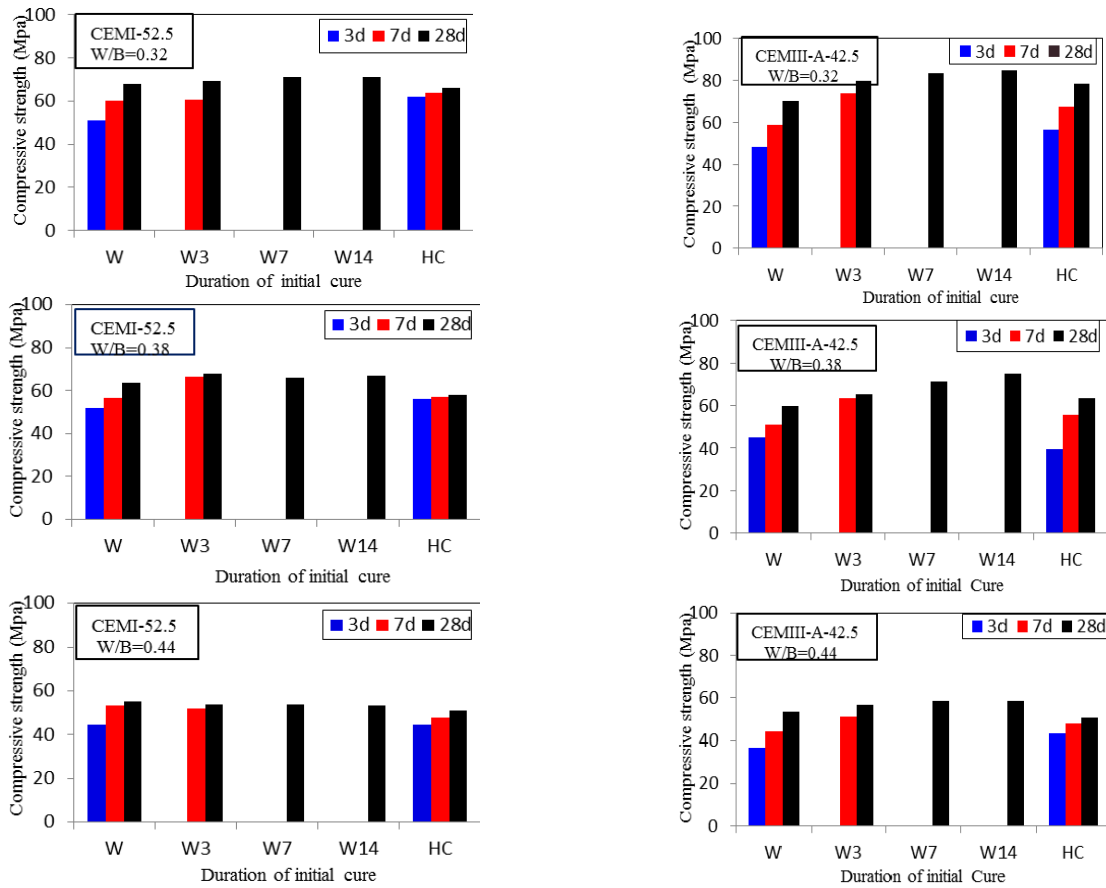 Compressive strength (Mpa)
100
80
60
40
20
0
CEMI-52.5
W/B=0.32
3d 7d 28d
W W3 W7 W14 HC
Duration of initial cure
Compressive strength (Mpa)
100
80
60
40
20
0
CEMIII-A-42.5
W/B=0.32
3d 7d 28d
W W3 W7 W14 HC
Duration of initial cure
Compressive strength (Mpa)
100
80
60
40
20
0
CEMI-52.5
W/B=0.38
3d 7d 28d
W W3 W7 W14 HC
Duration of initial cure
Compressive strength (Mpa)
100
80
60
40
20
0
CEMIII-A-42.5
W/B=0.38
3d 7d 28d
W W3 W7 W14 HC
Duration of initial Cure
Compressive strength (Mpa)
100
80
60
40
20
0
CEMI-52.5
W/B=0.44
3d 7d 28d
W W3 W7 W14 HC
Duration of initial cure
Compressive strength (Mpa)
100
80
60
40
20
0
CEMIII-A-42.5
W/B=0.44
3d 7d 28d
W W3 W7 W14 HC
Duration of initial Cure